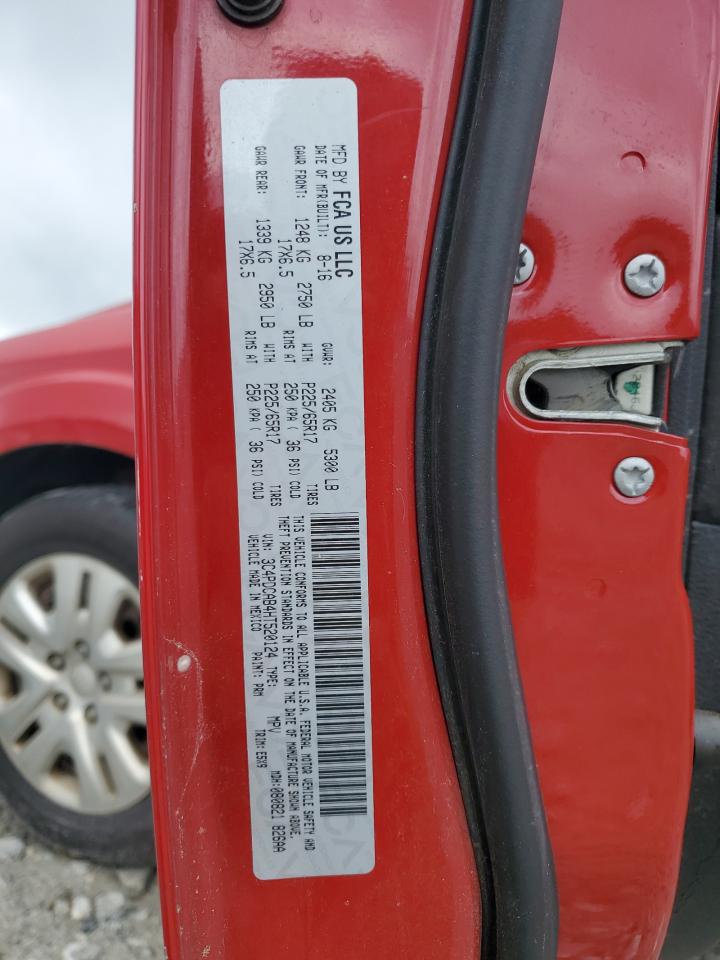 MFD BY FCA US LLC
DATE OF MFR(BUILT): 8-16 GVWR: 2405 KG 5300 LB
GAWR FRONT: 1248 KG 2750 LB WITH P225/65R17 TIRES
17X6.5 RIMS AT 250 KPA ( 36 PSI) COLD
GAWR REAR: 1339 KG 2950 LB WITH P225/65R17 TIRES
17X6.5 RIMS AT 250 KPA ( 36 PSI) COLD
THIS VEHICLE CONFORMS TO ALL APPLICABLE U.S.A. FEDERAL MOTOR VEHICLE SAFETY AND
THEFT PREVENTION STANDARDS IN EFFECT ON THE DATE OF MANUFACTURE SHOWN ABOVE.
VIN: 3C4PDCAB4HT520124 TYPE: MPV MDH:080821 826AA
VEHICLE MADE IN MEXICO PAINT: PRM TRIM: E5X9